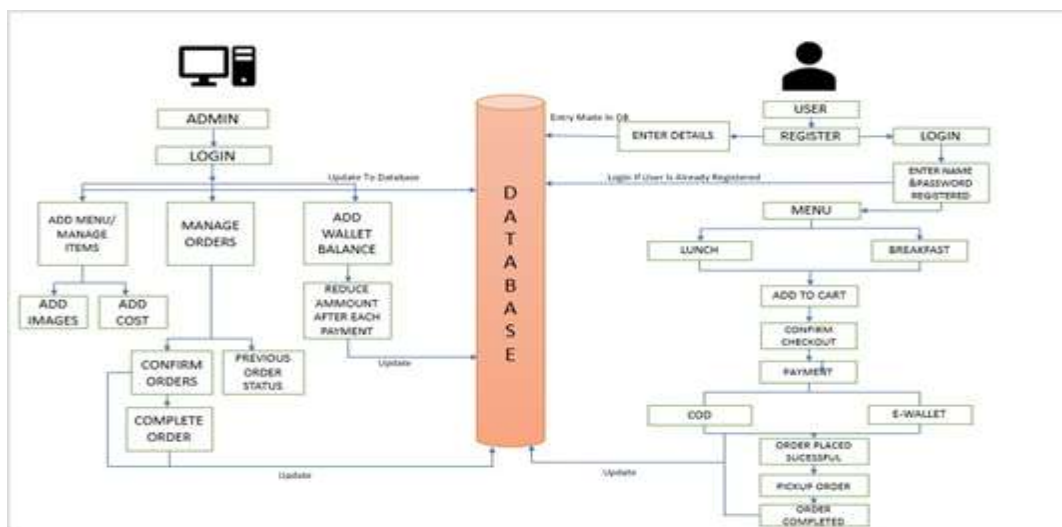 ADMIN
LOGIN
Update To Database
ADD MENU/
MANAGE
ITEMS
MANAGE
ORDERS
ADD
WALLET
BALANCE
ADD
IMAGES
ADD
COST
REDUCE
AMMOUNT
AFTER EACH
PAYMENT
Update
CONFIRM
ORDERS
PREVIOUS
ORDER
STATUS
COMPLETE
ORDER
Update
DATABASE
USER
Entry Made In DB
ENTER DETAILS
REGISTER
LOGIN
Login If User Is Already Registered
ENTER NAME
&PASSWORD
REGISTERED
MENU
LUNCH
BREAKFAST
ADD TO CART
CONFIRM
CHECKOUT
PAYMENT
COD
E-WALLET
ORDER PLACED
SUCESSFUL
Update
PICKUP ORDER
ORDER
COMPLETED